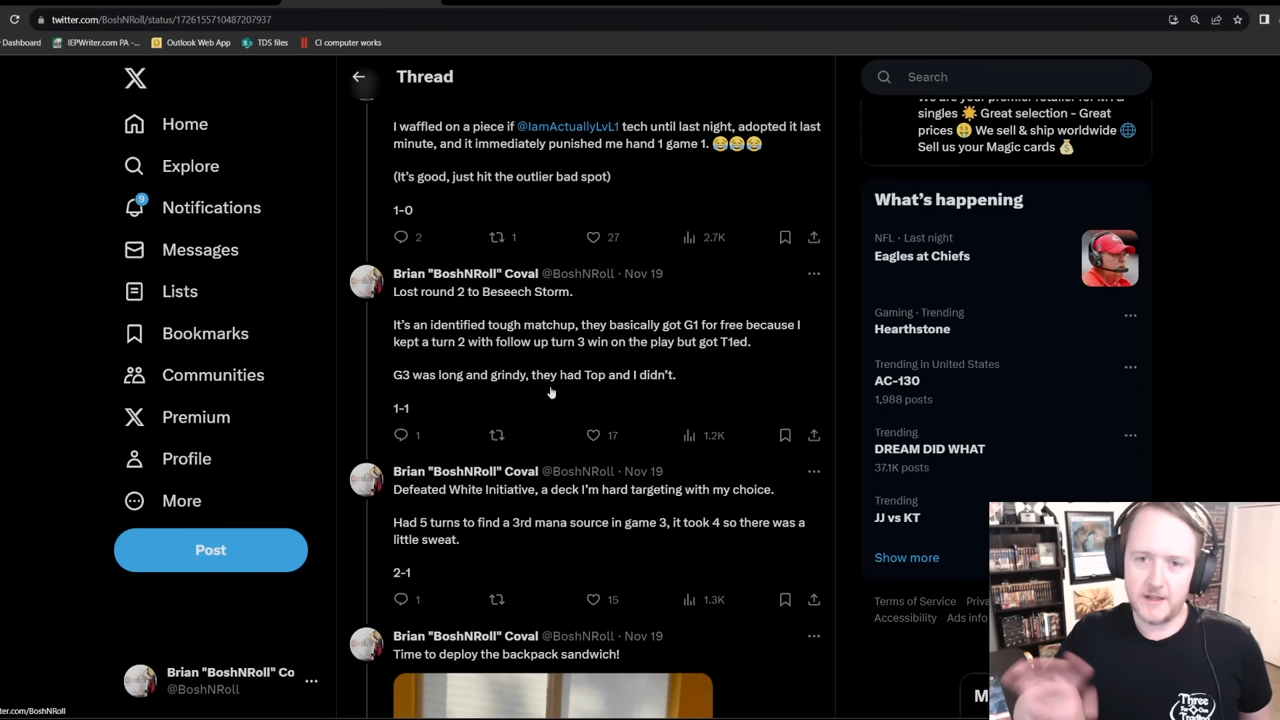 twitter.com/BoshNRoll/status/1726155710487207937
Dashboard
IEPWriter.com PA -...
Outlook Web App
TDS files
CI computer works
Home
Explore
9
Notifications
Messages
Lists
Bookmarks
Communities
Premium
Profile
More
Post
Brian "BoshNRoll" Co
@BoshNRoll
ter.com/BoshNRoll
Thread
I waffled on a piece if @IamActuallyLvL1 tech until last night, adopted it last
minute, and it immediately punished me hand 1 game 1. 😂😂😂
(It's good, just hit the outlier bad spot)
1-0
2 1 27 2.7K
Brian "BoshNRoll" Coval @BoshNRoll · Nov 19
Lost round 2 to Beseech Storm.
It's an identified tough matchup, they basically got G1 for free because I
kept a turn 2 with follow up turn 3 win on the play but got T1ed.
G3 was long and grindy, they had Top and I didn't.
1-1
1 17 1.2K
Brian "BoshNRoll" Coval @BoshNRoll · Nov 19
Defeated White Initiative, a deck I'm hard targeting with my choice.
Had 5 turns to find a 3rd mana source in game 3, it took 4 so there was a
little sweat.
2-1
1 15 1.3K
Brian "BoshNRoll" Coval @BoshNRoll · Nov 19
Time to deploy the backpack sandwich!
Search
We are your premier retailer for MTG
singles 🌟 Great selection - Great
prices 🤑 We sell & ship worldwide 🌐
Sell us your Magic cards 💰
What's happening
NFL · Last night
Eagles at Chiefs
Gaming · Trending
Hearthstone
Trending in United States
AC-130
1,988 posts
Trending
DREAM DID WHAT
37.1K posts
Trending
JJ vs KT
Show more
Terms of Service Priva
Accessibility Ads info
M
Three
For One
Trading